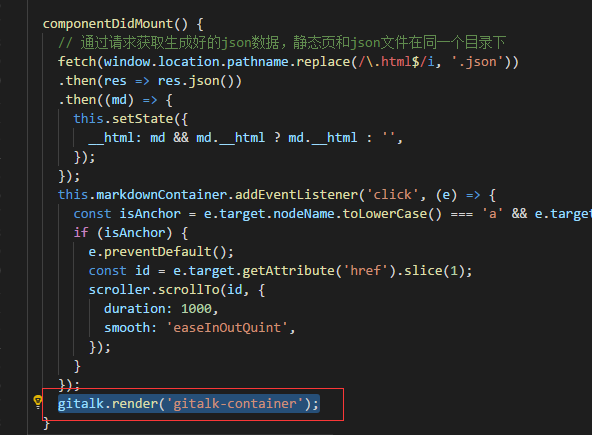 componentDidMount() {
// 通过请求获取生成好的json数据，静态页和json文件在同一个目录下
fetch(window.location.pathname.replace(/\.html$/i, '.json'))
.then(res => res.json())
.then((md) => {
this.setState({
__html: md && md.__html ? md.__html : '',
});
});
this.markdownContainer.addEventListener('click', (e) => {
const isAnchor = e.target.nodeName.toLowerCase() === 'a' && e.target
if (isAnchor) {
e.preventDefault();
const id = e.target.getAttribute('href').slice(1);
scroller.scrollTo(id, {
duration: 1000,
smooth: 'easeInOutQuint',
});
}
});
gitalk.render('gitalk-container');
}